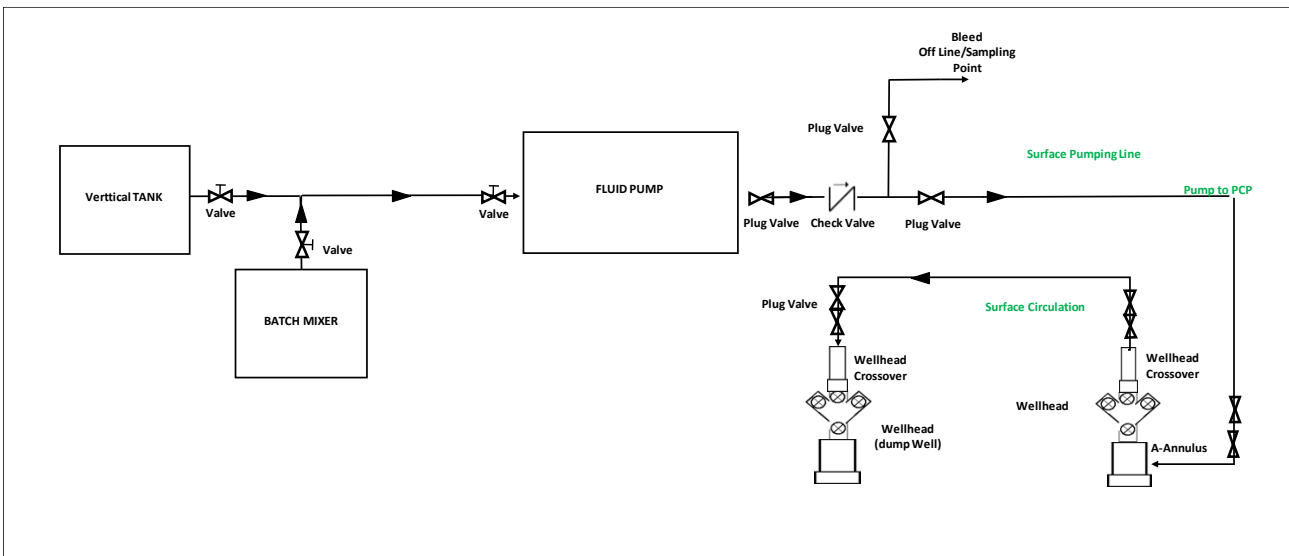 Bleed
Off Line/Sampling
Point
Plug Valve
Surface Pumping Line
Verttical TANK
Valve
FLUID PUMP
Valve
Pump to PCP
Plug Valve
Check Valve
Plug Valve
Valve
BATCH MIXER
Plug Valve
Surface Circulation
Wellhead
Crossover
Wellhead
Crossover
Wellhead
Wellhead
(dump Well)
A-Annulus